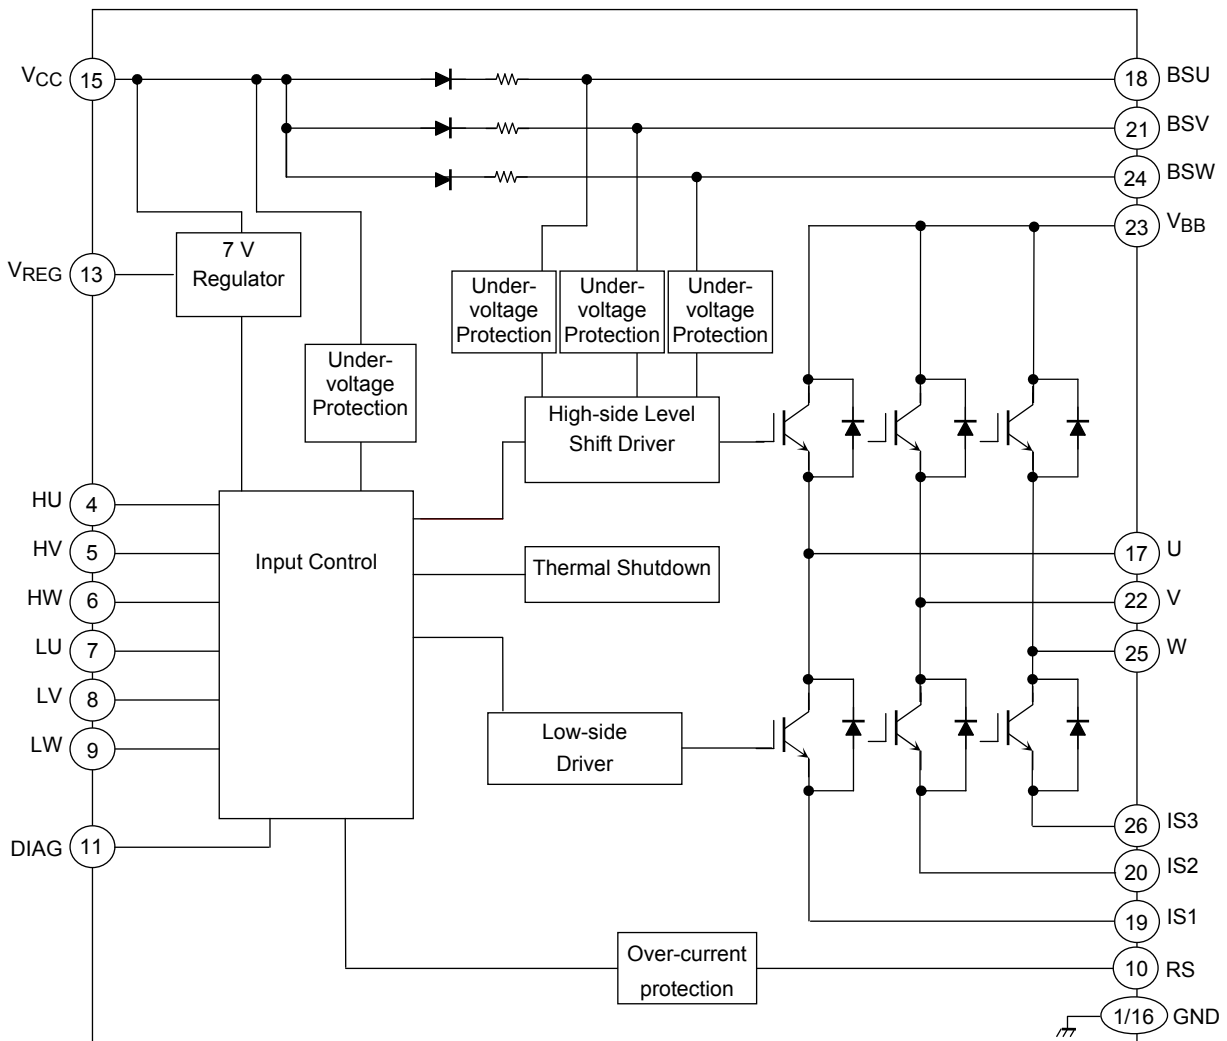 VCC 15
18 BSU
21 BSV
24 BSW
23 VBB
7 V
Regulator
VREG 13
Under-
voltage
Protection
Under-
voltage
Protection
Under-
voltage
Protection
Under-
voltage
Protection
High-side Level
Shift Driver
HU 4
HV 5
HW 6
LU 7
LV 8
LW 9
DIAG 11
Input Control
Thermal Shutdown
Low-side
Driver
17 U
22 V
25 W
26 IS3
20 IS2
19 IS1
Over-current
protection
10 RS
1/16 GND